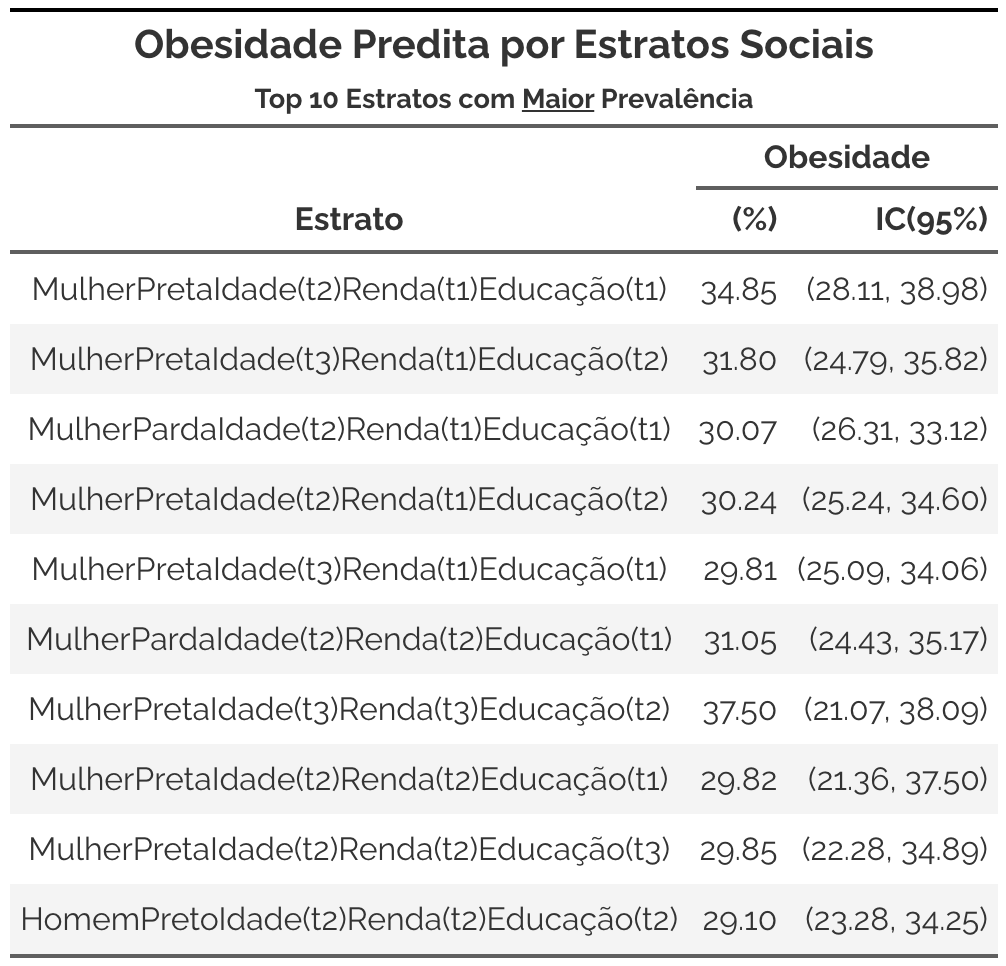 Obesidade Predita por Estratos Sociais
Top 10 Estratos com Maior Prevalência
Obesidade
Estrato (%) IC(95%)
MulherPretaIdade(t2)Renda(t1)Educação(t1) 34.85 (28.11, 38.98)
MulherPretaIdade(t3)Renda(t1)Educação(t2) 31.80 (24.79, 35.82)
MulherPardaIdade(t2)Renda(t1)Educação(t1) 30.07 (26.31, 33.12)
MulherPretaIdade(t2)Renda(t1)Educação(t2) 30.24 (25.24, 34.60)
MulherPretaIdade(t3)Renda(t1)Educação(t1) 29.81 (25.09, 34.06)
MulherPardaIdade(t2)Renda(t2)Educação(t1) 31.05 (24.43, 35.17)
MulherPretaIdade(t3)Renda(t3)Educação(t2) 37.50 (21.07, 38.09)
MulherPretaIdade(t2)Renda(t2)Educação(t1) 29.82 (21.36, 37.50)
MulherPretaIdade(t2)Renda(t2)Educação(t3) 29.85 (22.28, 34.89)
HomemPretoIdade(t2)Renda(t2)Educação(t2) 29.10 (23.28, 34.25)